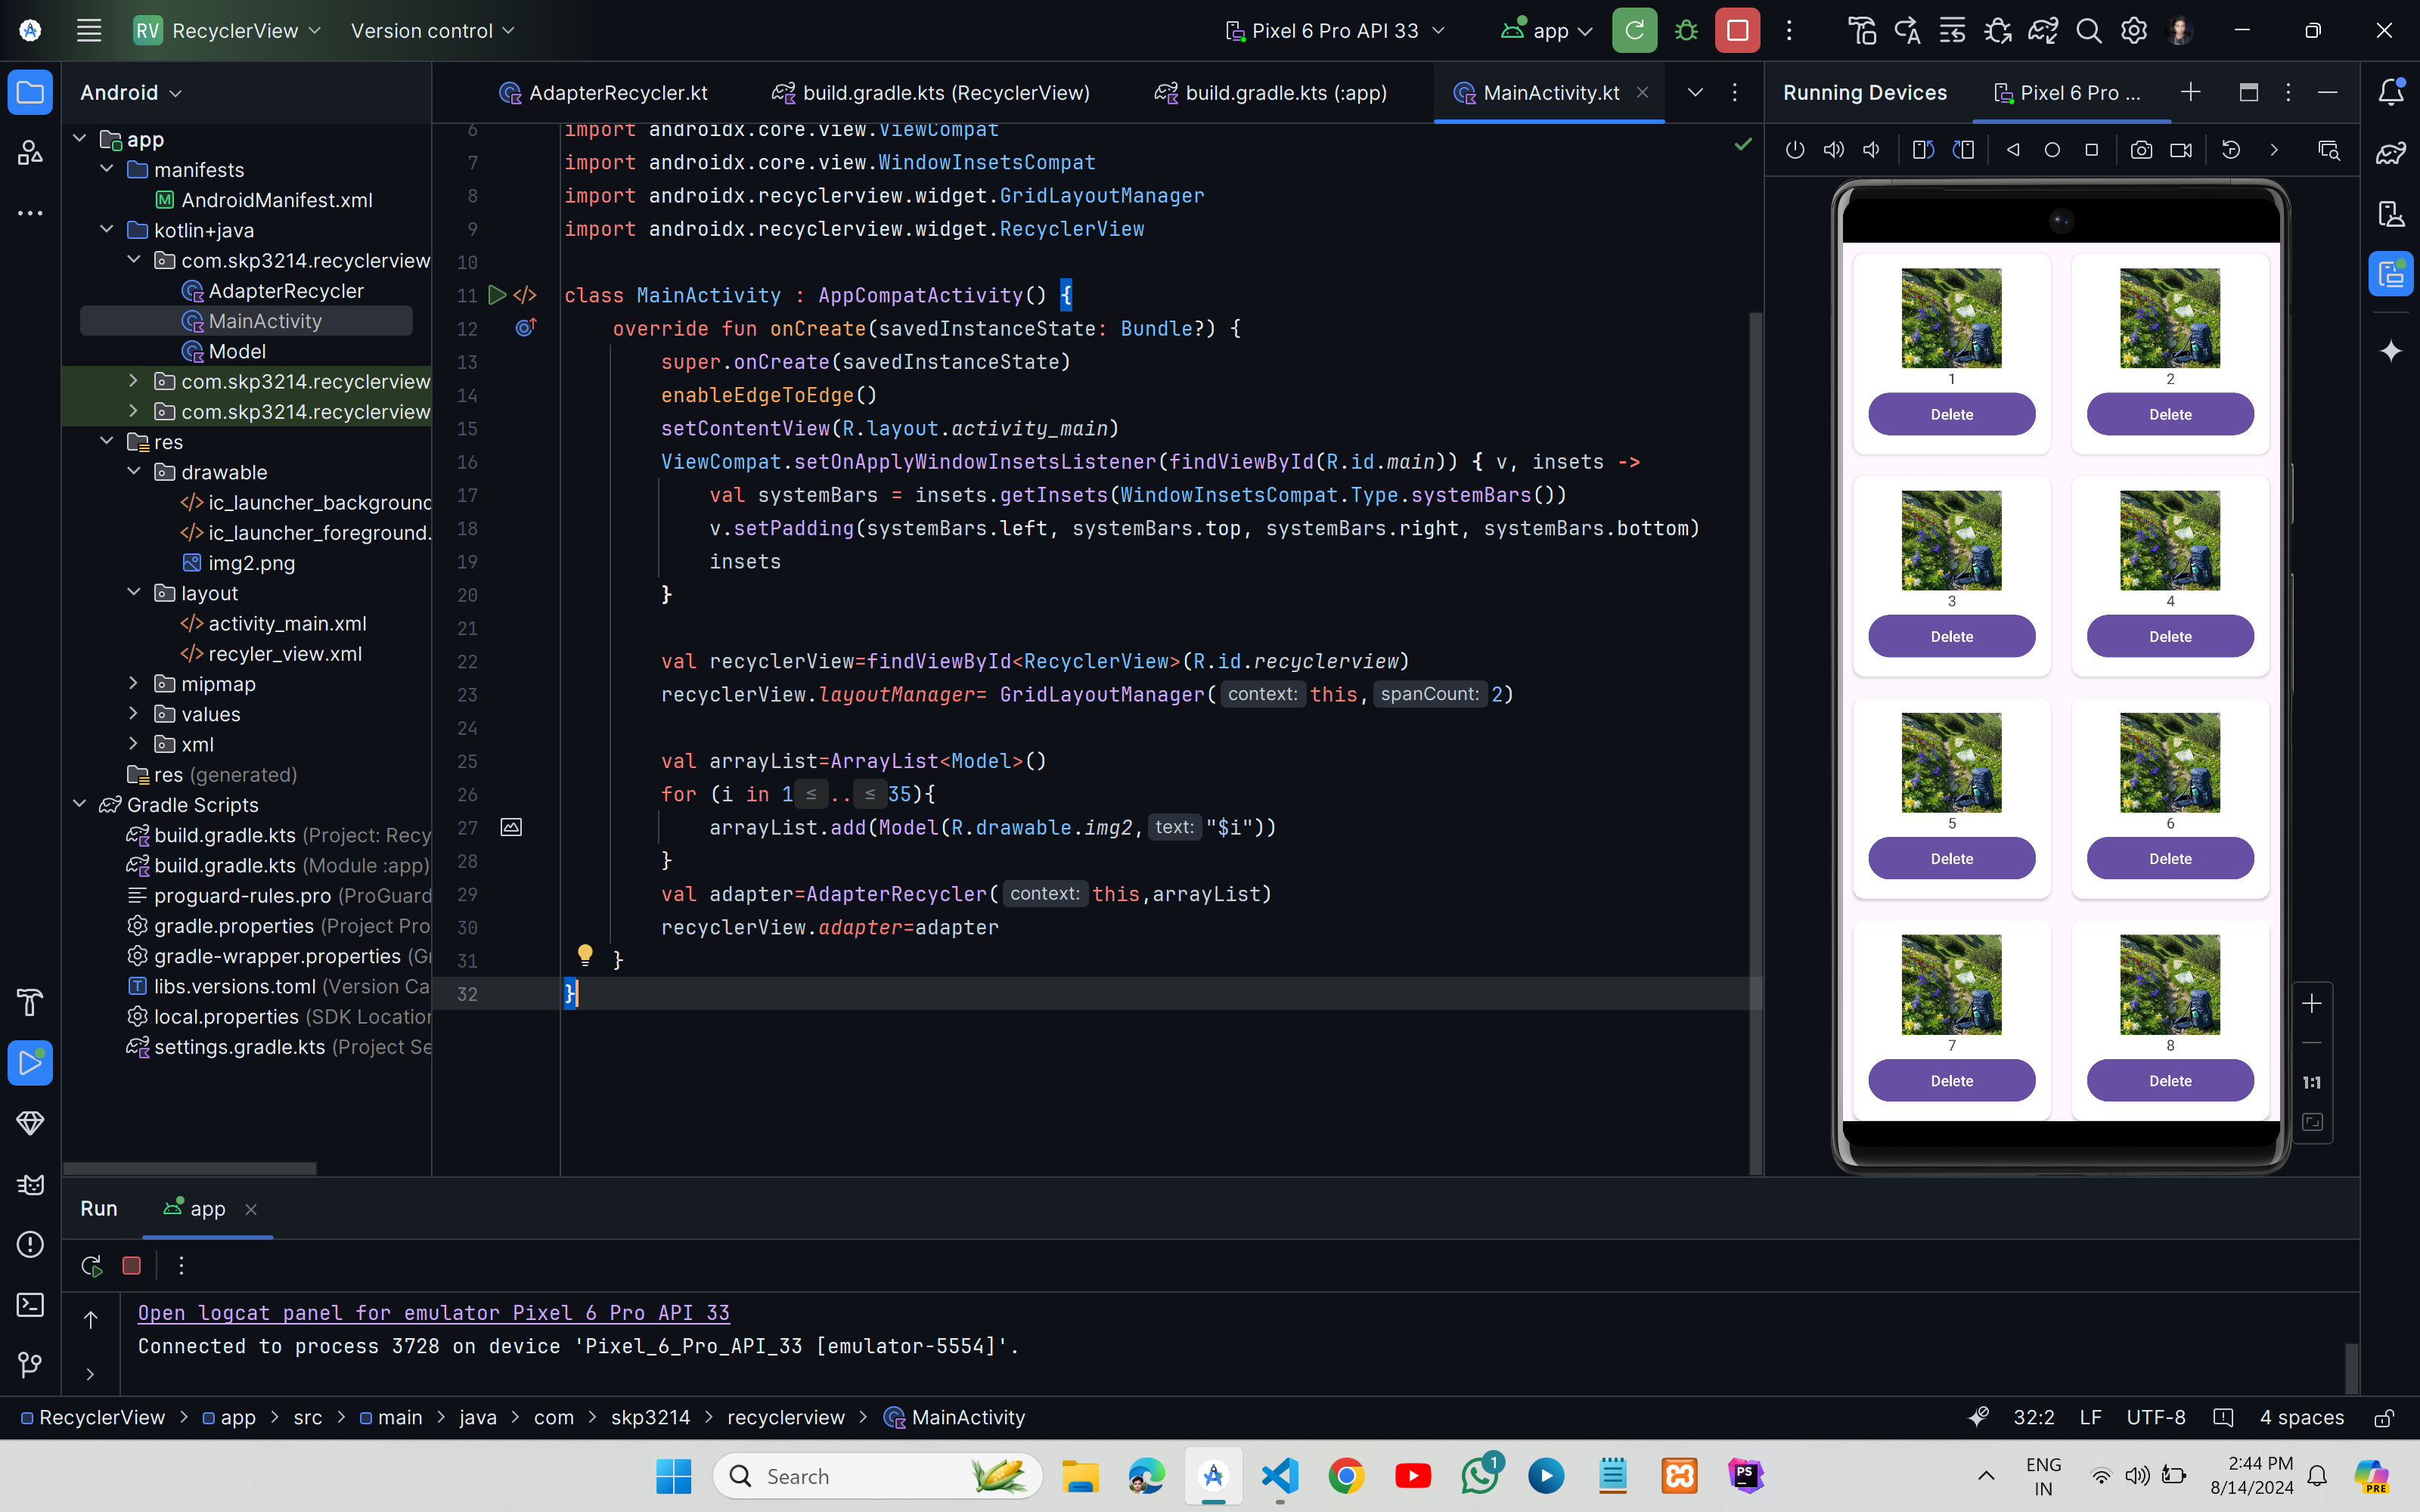 RV RecyclerView Version control Pixel 6 Pro API 33 app
Android
AdapterRecycler.kt build.gradle.kts (RecyclerView) build.gradle.kts (:app) MainActivity.kt
Running Devices Pixel 6 Pro ...
app
manifests
AndroidManifest.xml
kotlin+java
com.skp3214.recyclerview
AdapterRecycler
MainActivity
Model
com.skp3214.recyclerview
com.skp3214.recyclerview
res
drawable
ic_launcher_background
ic_launcher_foreground.
img2.png
layout
activity_main.xml
recyler_view.xml
mipmap
values
xml
res (generated)
Gradle Scripts
build.gradle.kts (Project: Recy
build.gradle.kts (Module :app)
proguard-rules.pro (ProGuard
gradle.properties (Project Pro
gradle-wrapper.properties (Gr
libs.versions.toml (Version Ca
local.properties (SDK Location
settings.gradle.kts (Project Se
6 import androidx.core.view.ViewCompat
7 import androidx.core.view.WindowInsetsCompat
8 import androidx.recyclerview.widget.GridLayoutManager
9 import androidx.recyclerview.widget.RecyclerView
10
11 class MainActivity : AppCompatActivity() {
12 override fun onCreate(savedInstanceState: Bundle?) {
13 super.onCreate(savedInstanceState)
14 enableEdgeToEdge()
15 setContentView(R.layout.activity_main)
16 ViewCompat.setOnApplyWindowInsetsListener(findViewById(R.id.main)) { v, insets ->
17 val systemBars = insets.getInsets(WindowInsetsCompat.Type.systemBars())
18 v.setPadding(systemBars.left, systemBars.top, systemBars.right, systemBars.bottom)
19 insets
20 }
21
22 val recyclerView=findViewById<RecyclerView>(R.id.recyclerview)
23 recyclerView.layoutManager= GridLayoutManager( context: this, spanCount: 2)
24
25 val arrayList=ArrayList<Model>()
26 for (i in 1 ≤ .. ≤ 35){
27 arrayList.add(Model(R.drawable.img2, text: "$i"))
28 }
29 val adapter=AdapterRecycler( context: this,arrayList)
30 recyclerView.adapter=adapter
31 }
32 }
1 2
Delete Delete
3 4
Delete Delete
5 6
Delete Delete
7 8
Delete Delete
1:1
Run app
Open logcat panel for emulator Pixel 6 Pro API 33
Connected to process 3728 on device 'Pixel_6_Pro_API_33 [emulator-5554]'.
RecyclerView > app > src > main > java > com > skp3214 > recyclerview > MainActivity
32:2 LF UTF-8 4 spaces
Search
1
PS
ENG
IN
2:44 PM
8/14/2024
PRE